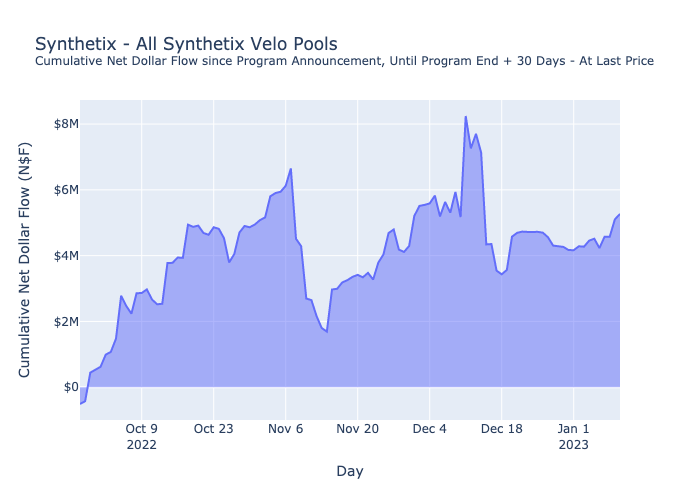 Synthetix - All Synthetix Velo Pools
Cumulative Net Dollar Flow since Program Announcement, Until Program End + 30 Days - At Last Price
Cumulative Net Dollar Flow (N$F)
$8M
$6M
$4M
$2M
$0
Oct 9
2022
Oct 23
Nov 6
Nov 20
Dec 4
Dec 18
Jan 1
2023
Day